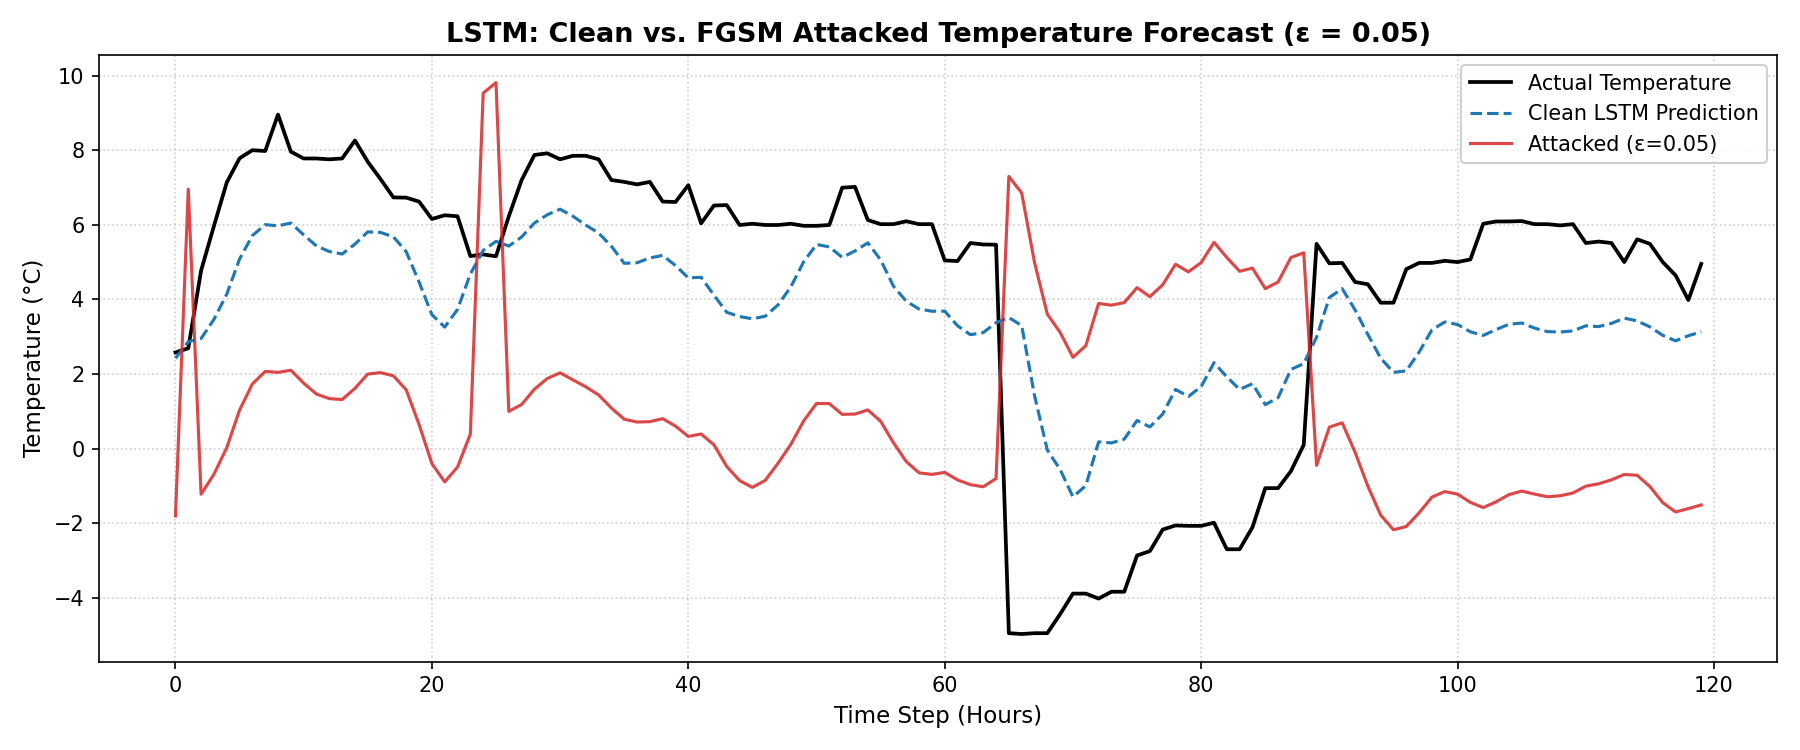 LSTM: Clean vs. FGSM Attacked Temperature Forecast (ε = 0.05)
Actual Temperature
Clean LSTM Prediction
Attacked (ε=0.05)
Temperature (°C)
10
8
6
4
2
0
−2
−4
0 20 40 60 80 100 120
Time Step (Hours)